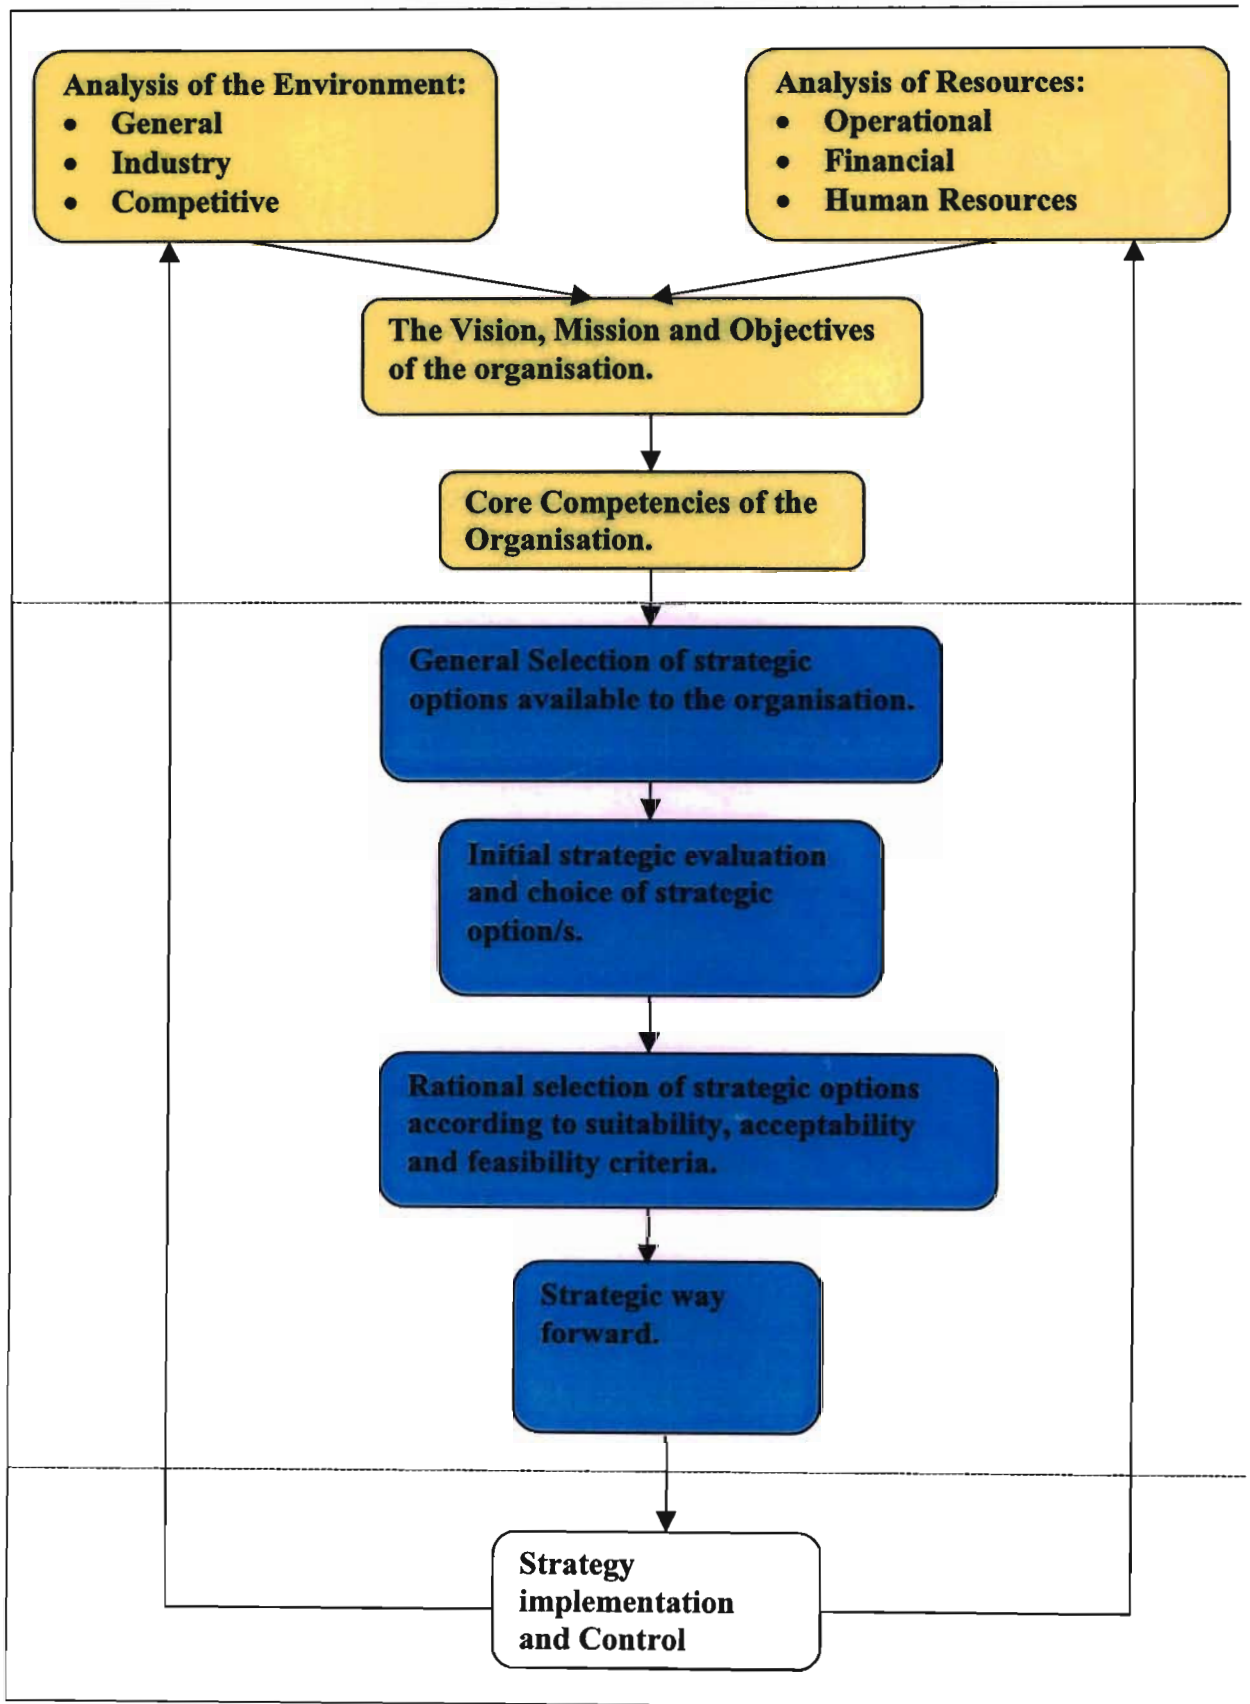 Analysis of the Environment:
• General
• Industry
• Competitive
Analysis of Resources:
• Operational
• Financial
• Human Resources
The Vision, Mission and Objectives
of the organisation.
Core Competencies of the
Organisation.
General Selection of strategic
options available to the organisation.
Initial strategic evaluation
and choice of strategic
option/s.
Rational selection of strategic options
according to suitability, acceptability
and feasibility criteria.
Strategic way
forward.
Strategy
implementation
and Control